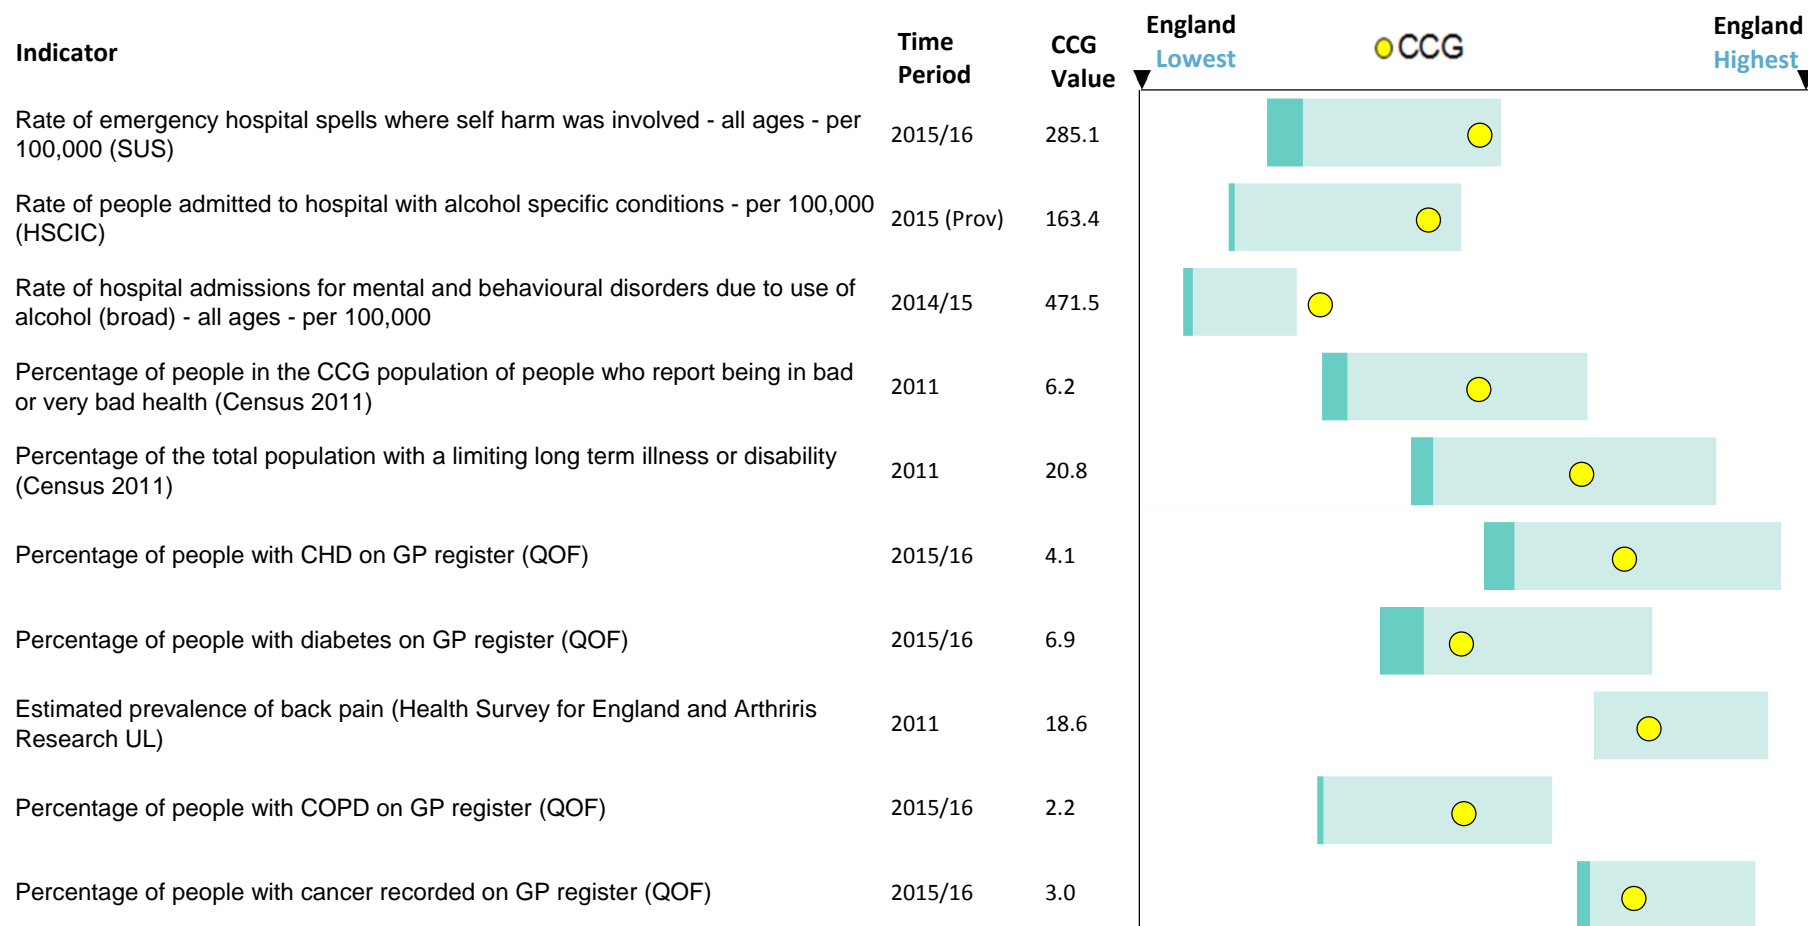 Indicator
Time
Period
CCG
Value
England
Lowest
CCG
England
Highest
Rate of emergency hospital spells where self harm was involved - all ages - per
100,000 (SUS)
2015/16
285.1
Rate of people admitted to hospital with alcohol specific conditions - per 100,000
(HSCIC)
2015 (Prov)
163.4
Rate of hospital admissions for mental and behavioural disorders due to use of
alcohol (broad) - all ages - per 100,000
2014/15
471.5
Percentage of people in the CCG population of people who report being in bad
or very bad health (Census 2011)
2011
6.2
Percentage of the total population with a limiting long term illness or disability
(Census 2011)
2011
20.8
Percentage of people with CHD on GP register (QOF)
2015/16
4.1
Percentage of people with diabetes on GP register (QOF)
2015/16
6.9
Estimated prevalence of back pain (Health Survey for England and Arthriris
Research UL)
2011
18.6
Percentage of people with COPD on GP register (QOF)
2015/16
2.2
Percentage of people with cancer recorded on GP register (QOF)
2015/16
3.0